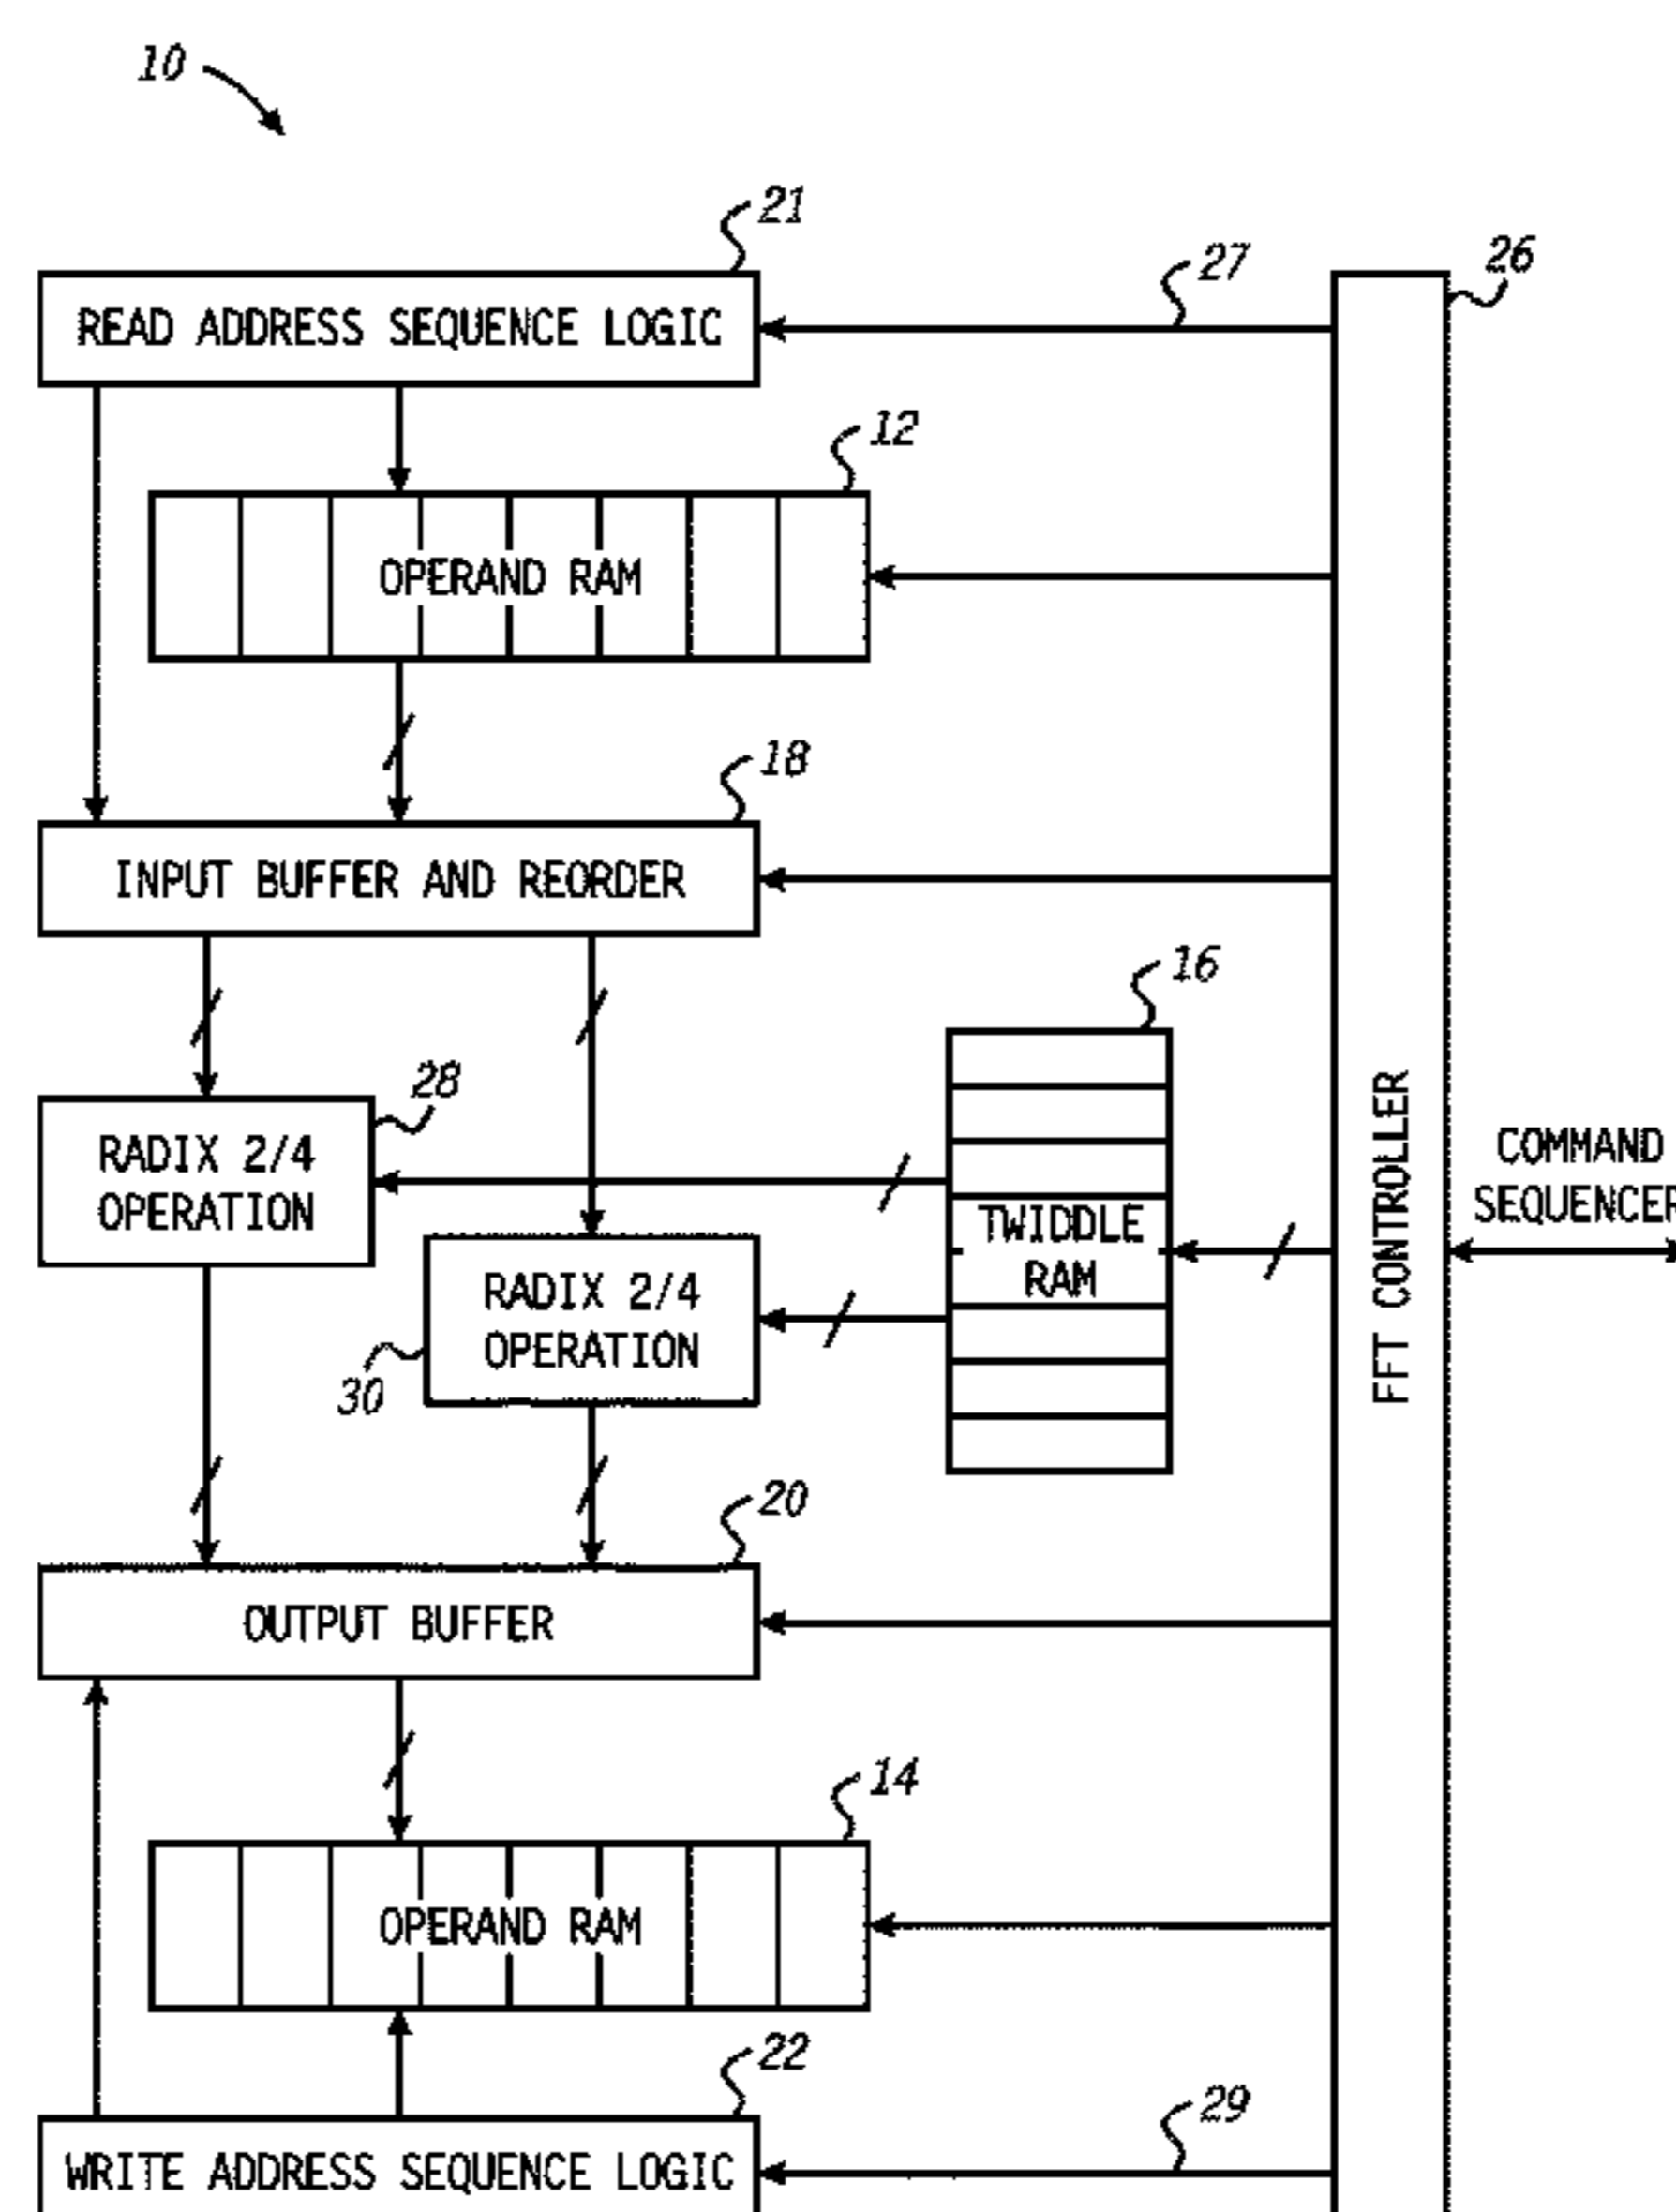 10
21
READ ADDRESS SEQUENCE LOGIC
27
26
12
OPERAND RAM
18
INPUT BUFFER AND REORDER
16
28
RADIX 2/4
OPERATION
TWIDDLE
RAM
RADIX 2/4
OPERATION
30
FFT CONTROLLER
COMMAND
SEQUENCER
20
OUTPUT BUFFER
14
OPERAND RAM
22
WRITE ADDRESS SEQUENCE LOGIC
29